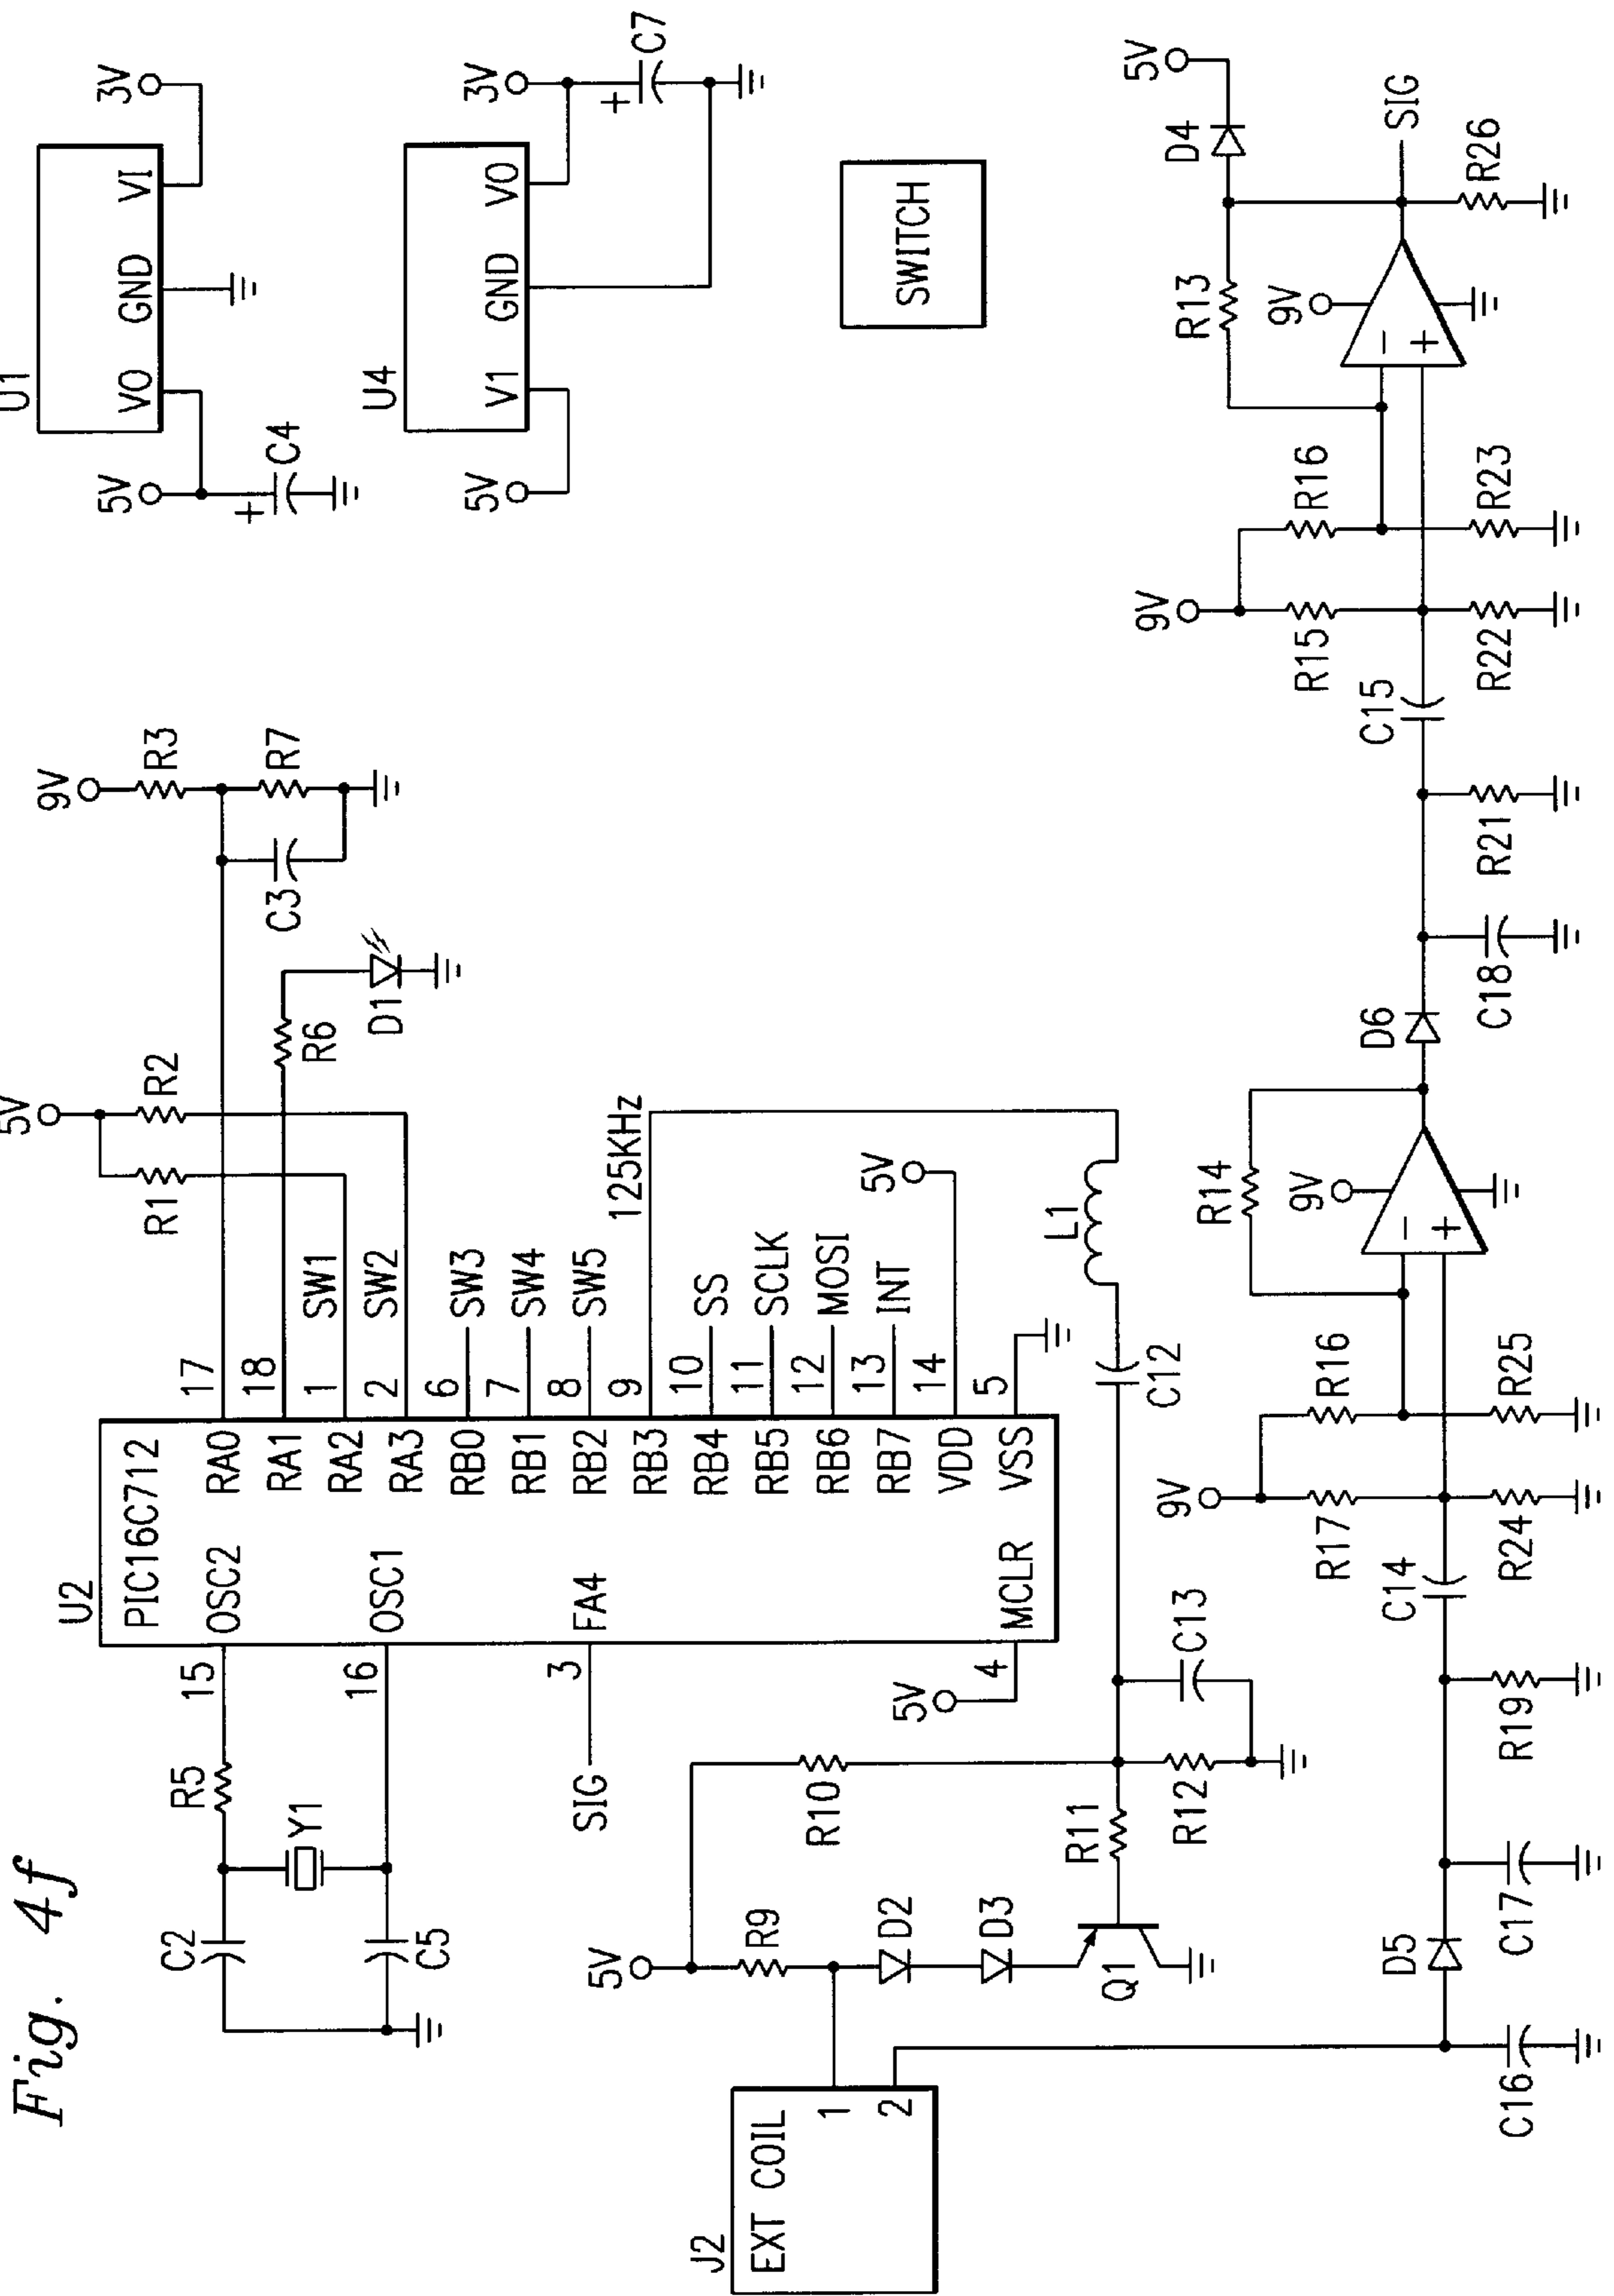 Fig. 4f
U2
PIC16C712
OSC2
OSC1
FA4
MCLR
RA0
RA1
RA2
RA3
RB0
RB1
RB2
RB3
RB4
RB5
RB6
RB7
VDD
VSS
15
16
3
4
17
18
1
2
6
7
8
9
10
11
12
13
14
5
SW1
SW2
SW3
SW4
SW5
125KHz
SS
SCLK
MOSI
INT
5V
5V
SIG
C2
C5
Y1
R5
5V
R1
R2
R6
D1
9V
R3
R7
C3
U1
VO
GND
VI
5V
3V
+
C4
U4
V1
GND
VO
5V
3V
+
C7
SWITCH
J2
EXT COIL
1
2
5V
R9
D2
D3
Q1
R10
R11
R12
C13
C12
L1
C16
D5
C17
R19
C14
9V
R17
R16
R24
R25
R14
9V
−
+
D6
C18
R21
C15
9V
R15
R16
R22
R23
R13
9V
−
+
D4
5V
SIG
R26